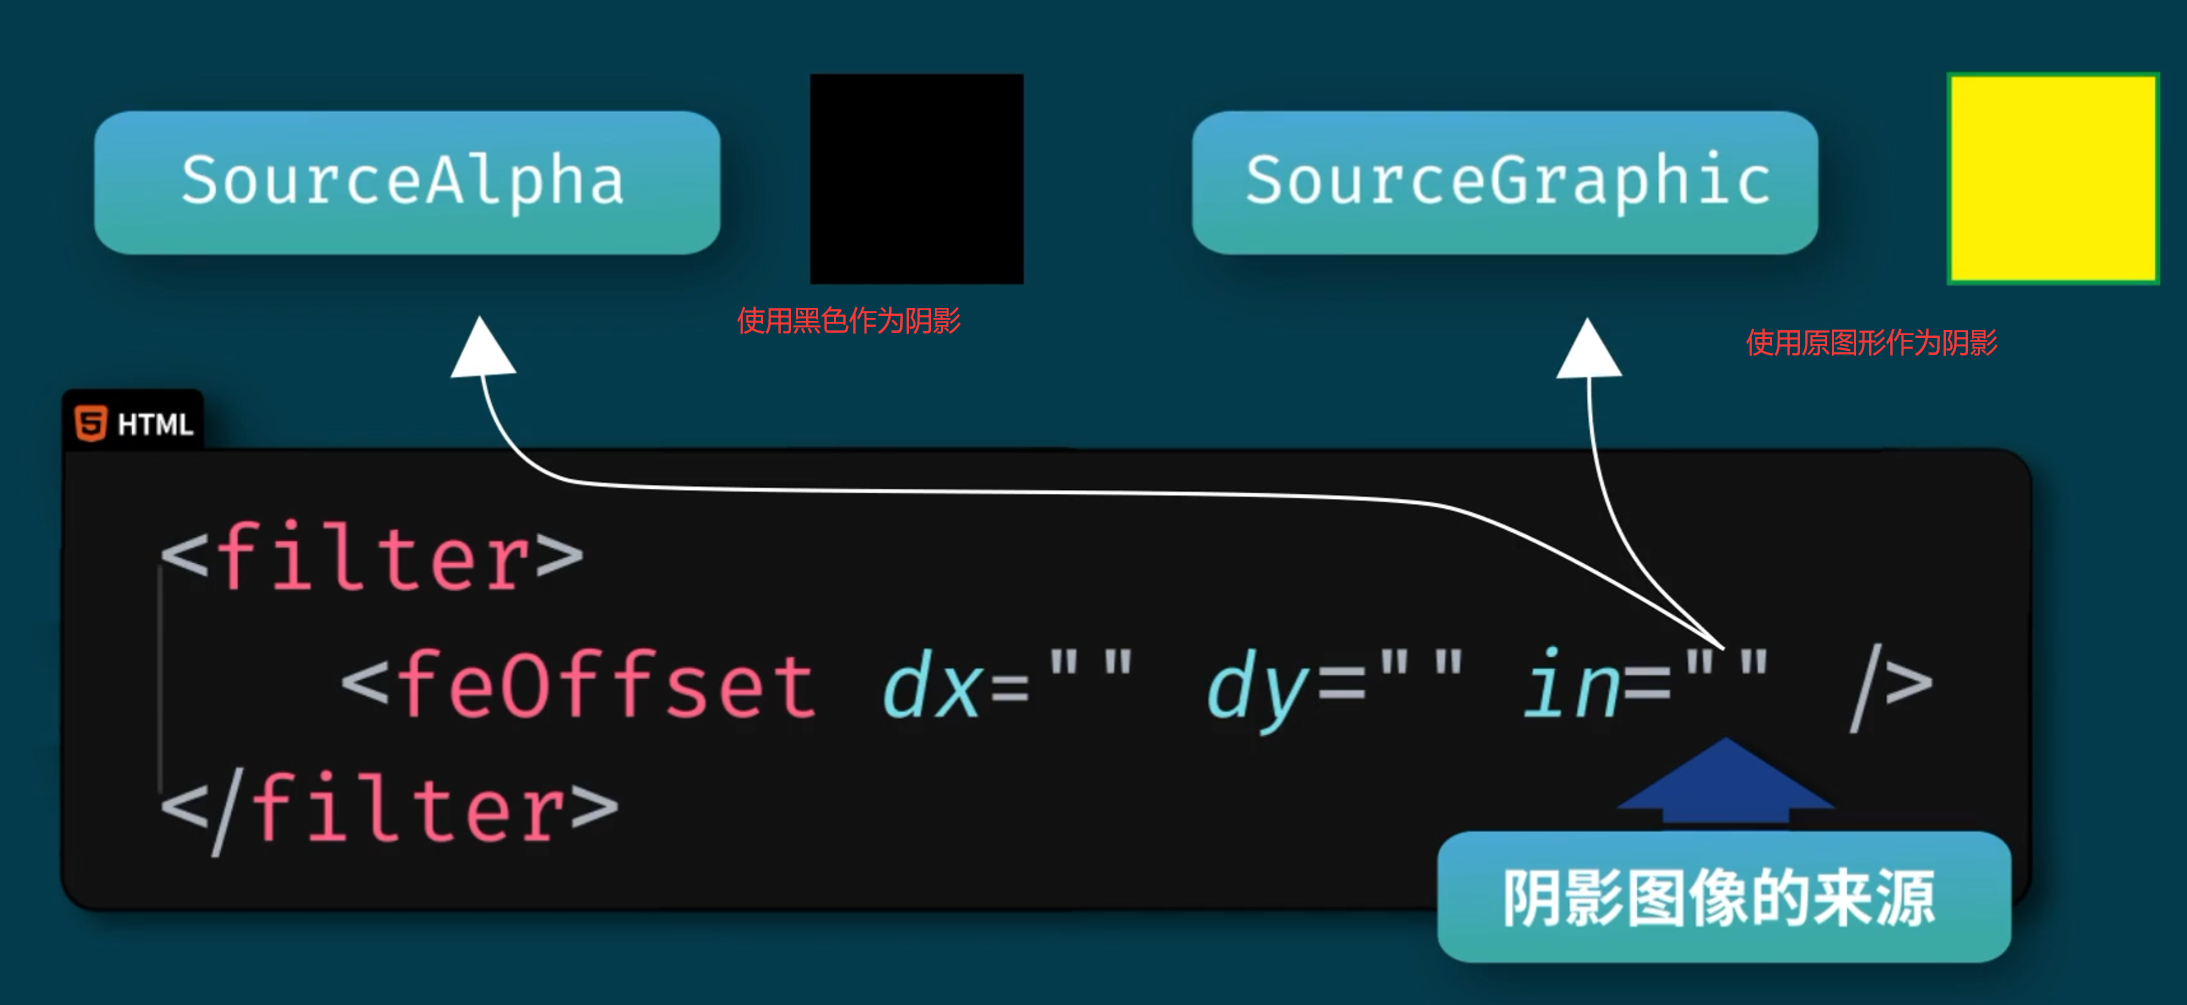 SourceAlpha
SourceGraphic
使用黑色作为阴影
使用原图形作为阴影
HTML
<filter>
<feOffset dx="" dy="" in="" />
</filter>
阴影图像的来源